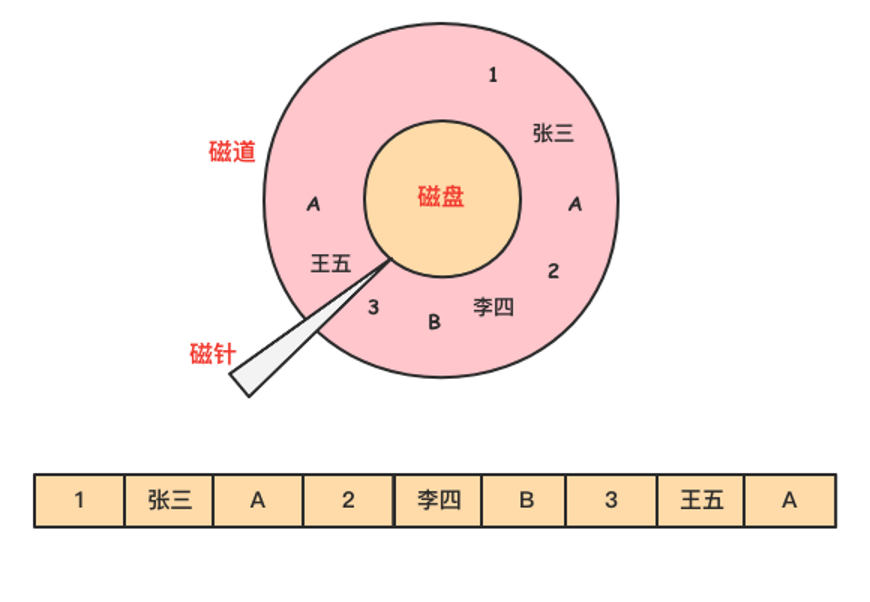 1
张三
磁道
磁盘
A
A
王五
2
3
李四
B
磁针
1 张三 A 2 李四 B 3 王五 A